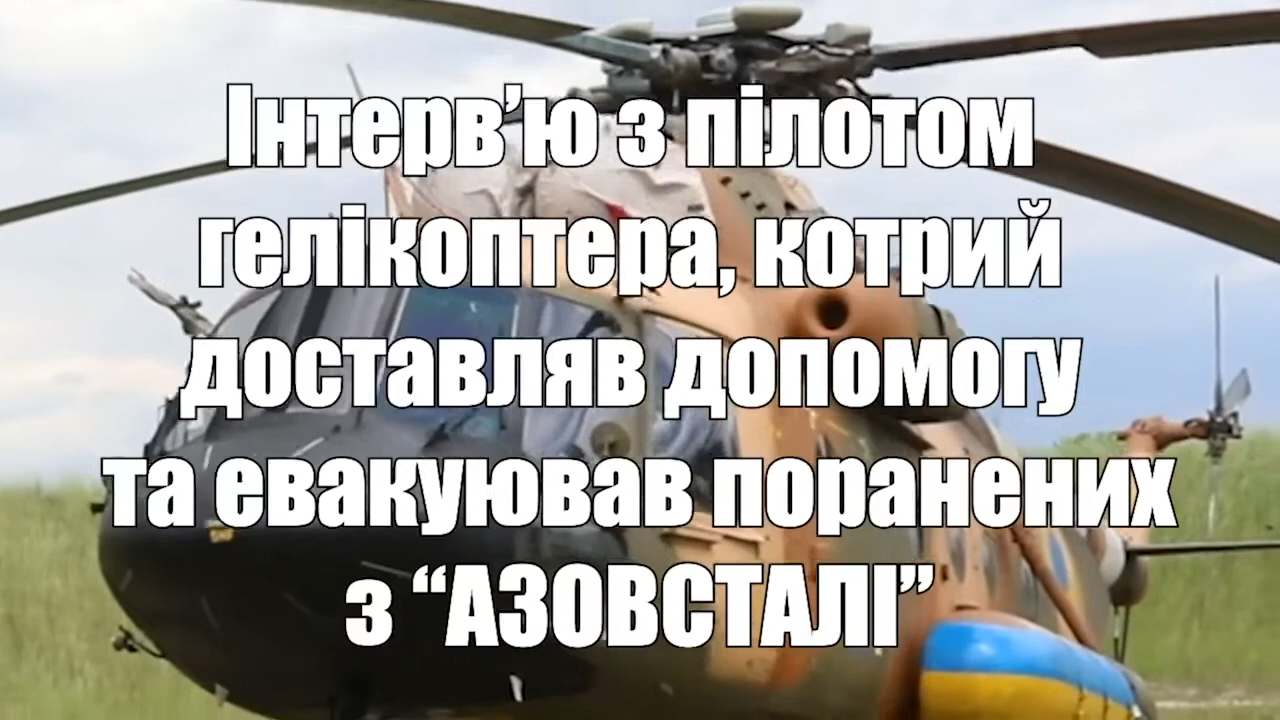 Інтерв’ю з пілотом
гелікоптера, котрий
доставляв допомогу
та евакуював поранених
з “АЗОВСТАЛІ”